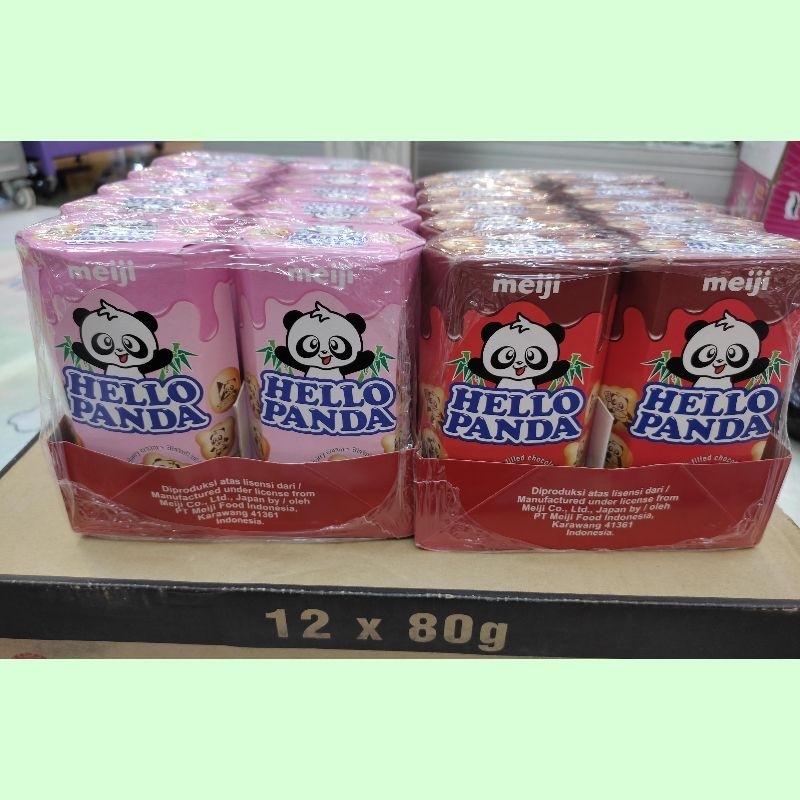 meiji
HELLO
PANDA
Diproduksi atas lisensi dari /
Manufactured under license from
Meiji Co., Ltd., Japan by / oleh
PT Meiji Food Indonesia,
Karawang 41361
Indonesia.
meiji
HELLO
PANDA
meiji
HELLO
PANDA
filled
Diproduksi atas lisensi dari /
Manufactured under license from
Meiji Co., Ltd., Japan by / oleh
PT Meiji Food Indonesia,
Karawang 41361
Indonesia.
meiji
HELLO
PANDA
filled
12 x 80g